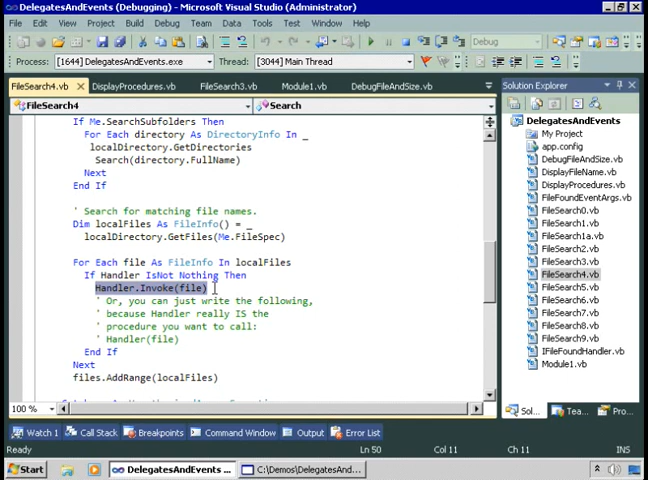 DelegatesAndEvents (Debugging) - Microsoft Visual Studio (Administrator)
File Edit View Project Build Debug Team Data Tools Test Window Help
Debug
Process: [1644] DelegatesAndEvents.exe Thread: [3044] Main Thread
FileSearch4.vb DisplayProcedures.vb FileSearch3.vb Module1.vb DebugFileAndSize.vb
FileSearch4 Search
If Me.SearchSubfolders Then
For Each directory As DirectoryInfo In _
localDirectory.GetDirectories
Search(directory.FullName)
Next
End If
' Search for matching file names.
Dim localFiles As FileInfo() = _
localDirectory.GetFiles(Me.FileSpec)
For Each file As FileInfo In localFiles
If Handler IsNot Nothing Then
Handler.Invoke(file)
' Or, you can just write the following,
' because Handler really IS the
' procedure you want to call:
' Handler(file)
End If
Next
files.AddRange(localFiles)
100 %
Solution Explorer
DelegatesAndEvents
My Project
app.config
DebugFileAndSize.vb
DisplayFileName.vb
DisplayProcedures.vb
FileFoundEventArgs.vb
FileSearch0.vb
FileSearch1.vb
FileSearch1a.vb
FileSearch2.vb
FileSearch3.vb
FileSearch4.vb
FileSearch5.vb
FileSearch6.vb
FileSearch7.vb
FileSearch8.vb
FileSearch9.vb
IFileFoundHandler.vb
Module1.vb
Sol... Tea... Pro...
Watch 1 Call Stack Breakpoints Command Window Output Error List
Ready Ln 50 Col 11 Ch 11 INS
Start DelegatesAndEvents ... C:\Demos\DelegatesAnd...